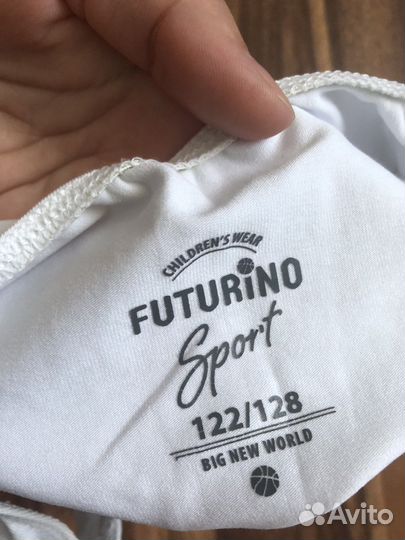 CHILDREN'S WEAR
FUTURiNO
Sport
122/128
BIG NEW WORLD
Avito